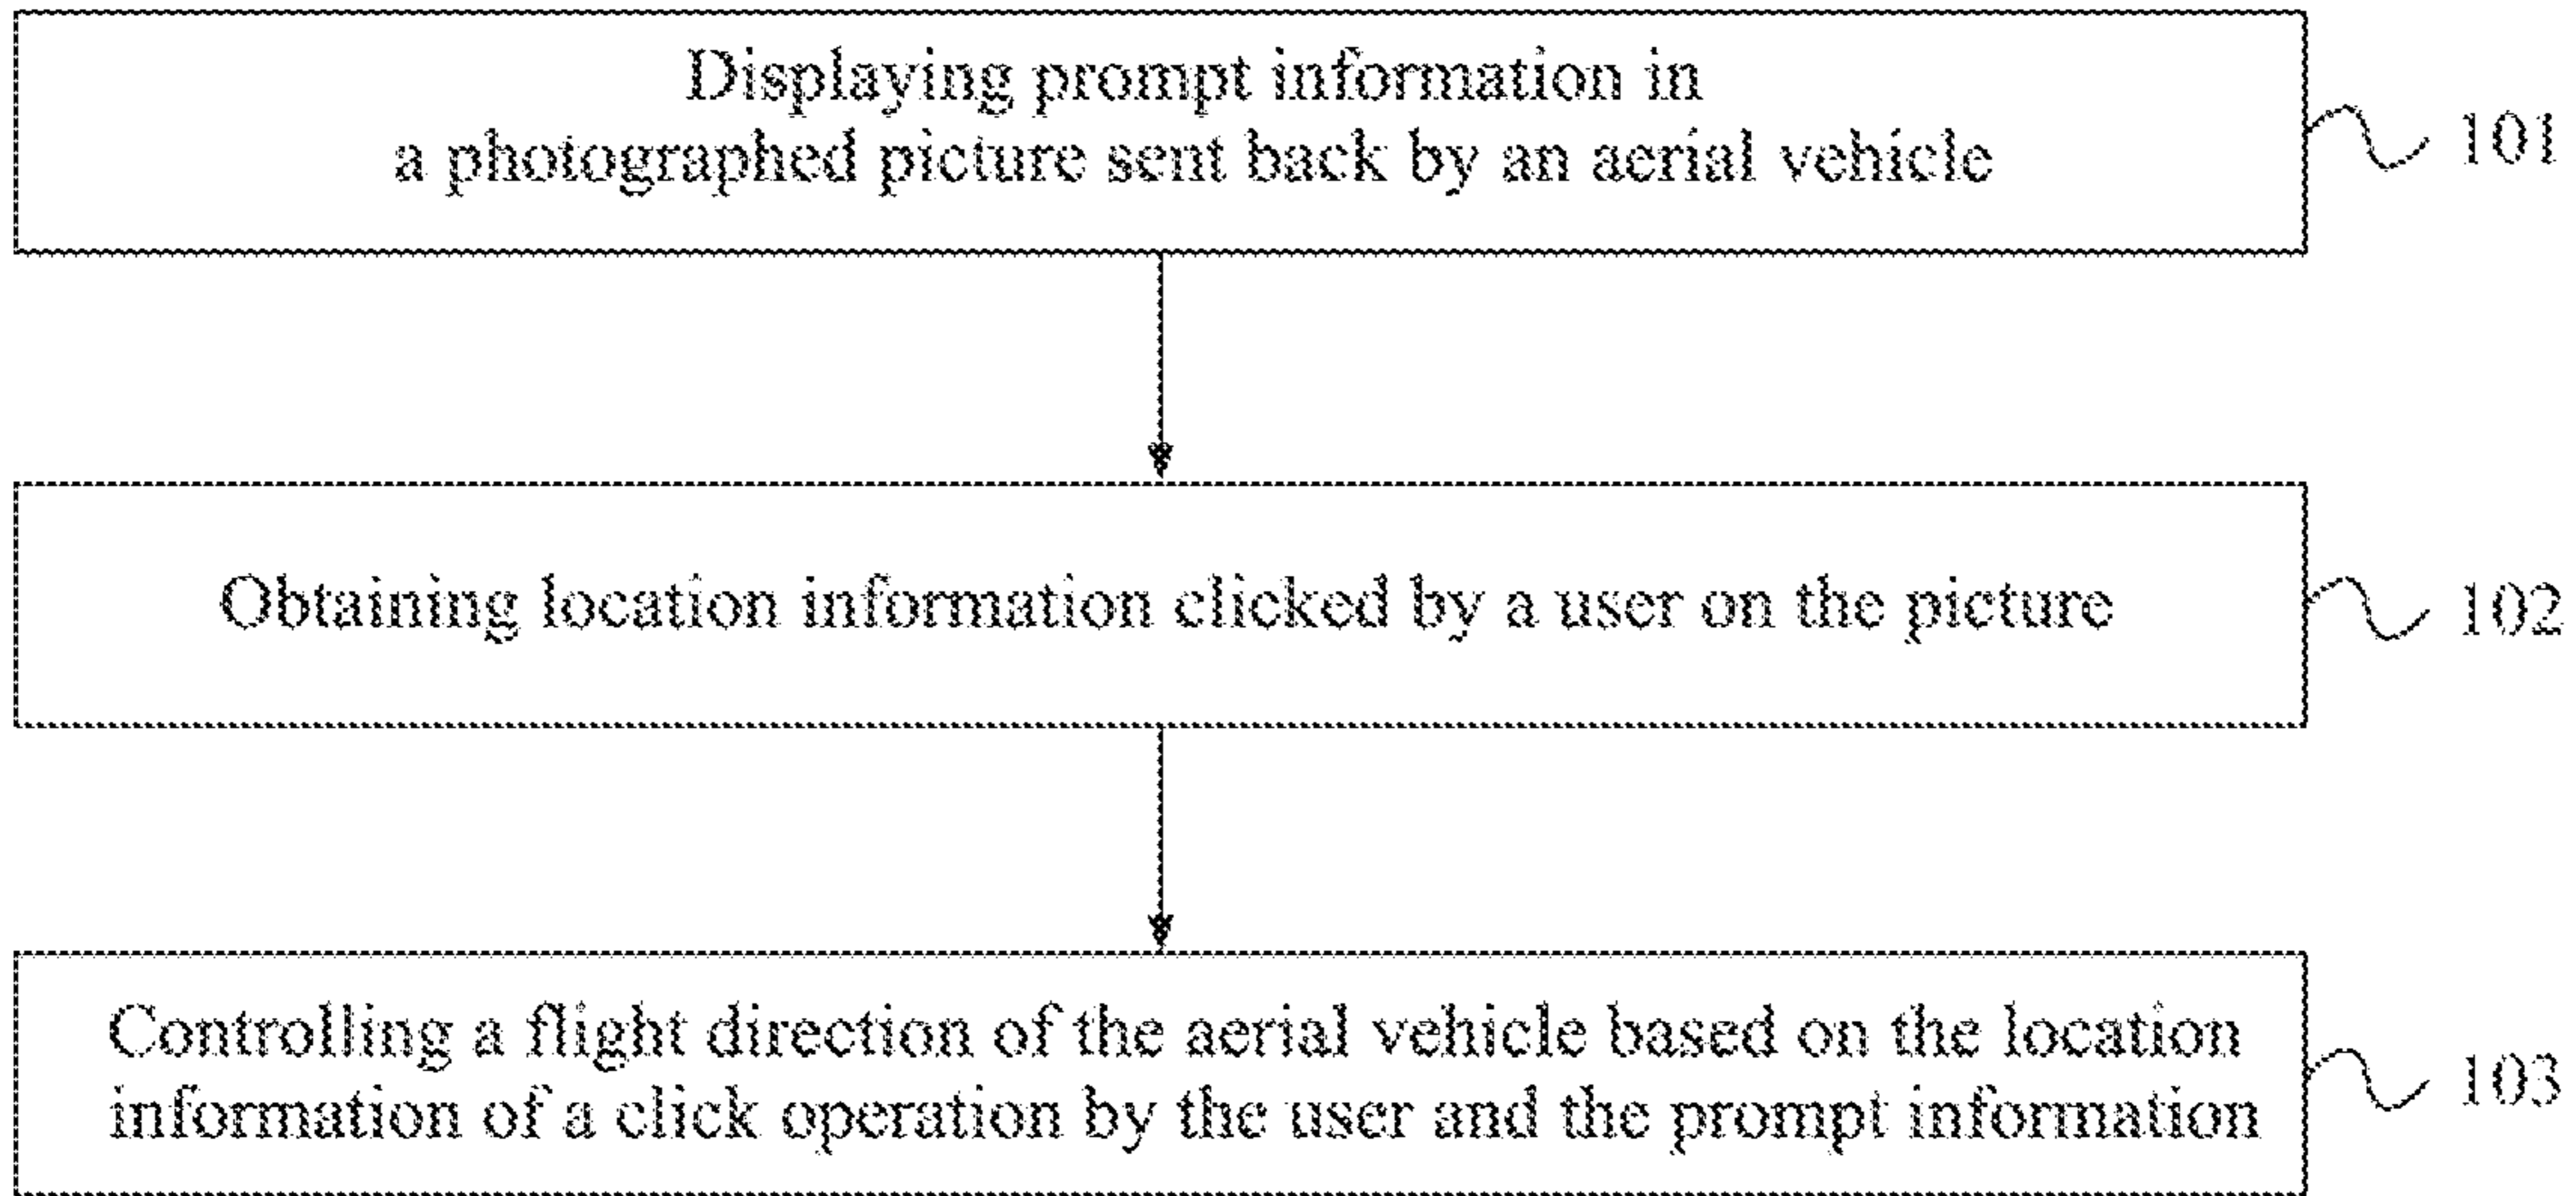 Displaying prompt information in
a photographed picture sent back by an aerial vehicle
101
Obtaining location information clicked by a user on the picture
102
Controlling a flight direction of the aerial vehicle based on the location
information of a click operation by the user and the prompt information
103